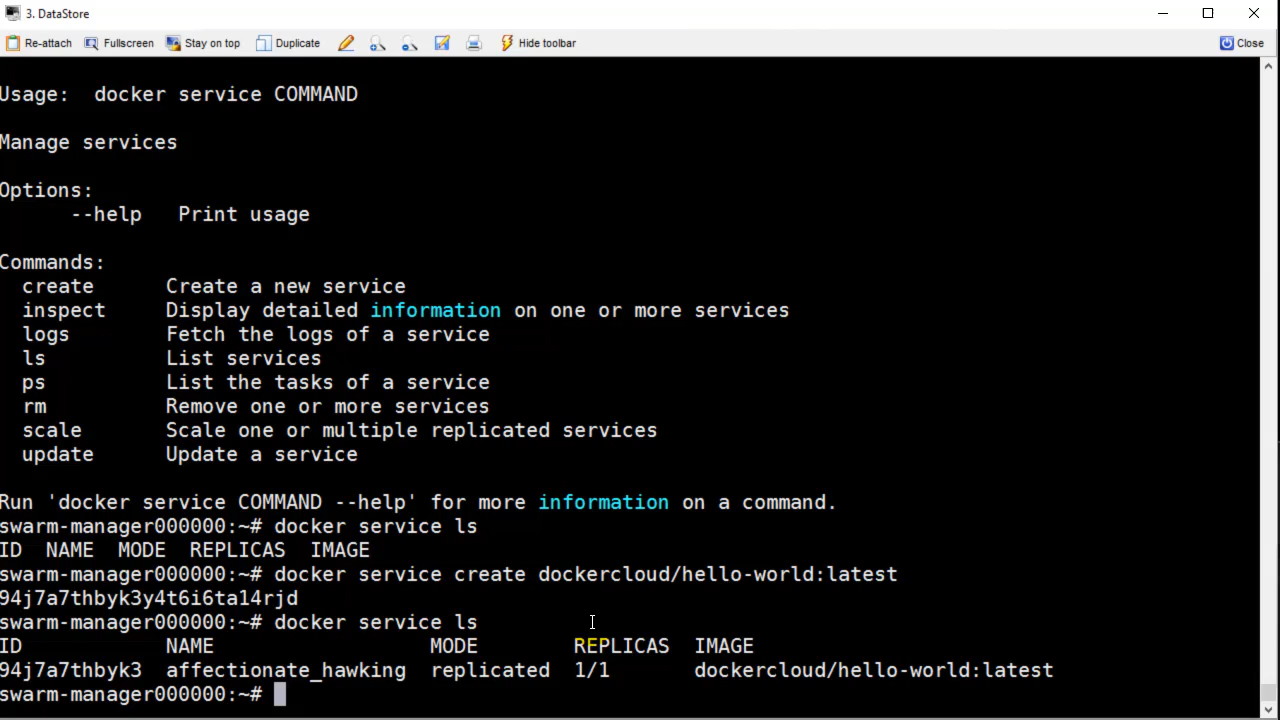 3. DataStore
Re-attach Fullscreen Stay on top Duplicate Hide toolbar Close
Usage:  docker service COMMAND
Manage services
Options:
      --help   Print usage
Commands:
  create      Create a new service
  inspect     Display detailed information on one or more services
  logs        Fetch the logs of a service
  ls          List services
  ps          List the tasks of a service
  rm          Remove one or more services
  scale       Scale one or multiple replicated services
  update      Update a service
Run 'docker service COMMAND --help' for more information on a command.
swarm-manager000000:~# docker service ls
ID  NAME  MODE  REPLICAS  IMAGE
swarm-manager000000:~# docker service create dockercloud/hello-world:latest
94j7a7thbyk3y4t6i6ta14rjd
swarm-manager000000:~# docker service ls
ID            NAME                  MODE        REPLICAS  IMAGE
94j7a7thbyk3  affectionate_hawking  replicated  1/1       dockercloud/hello-world:latest
swarm-manager000000:~#